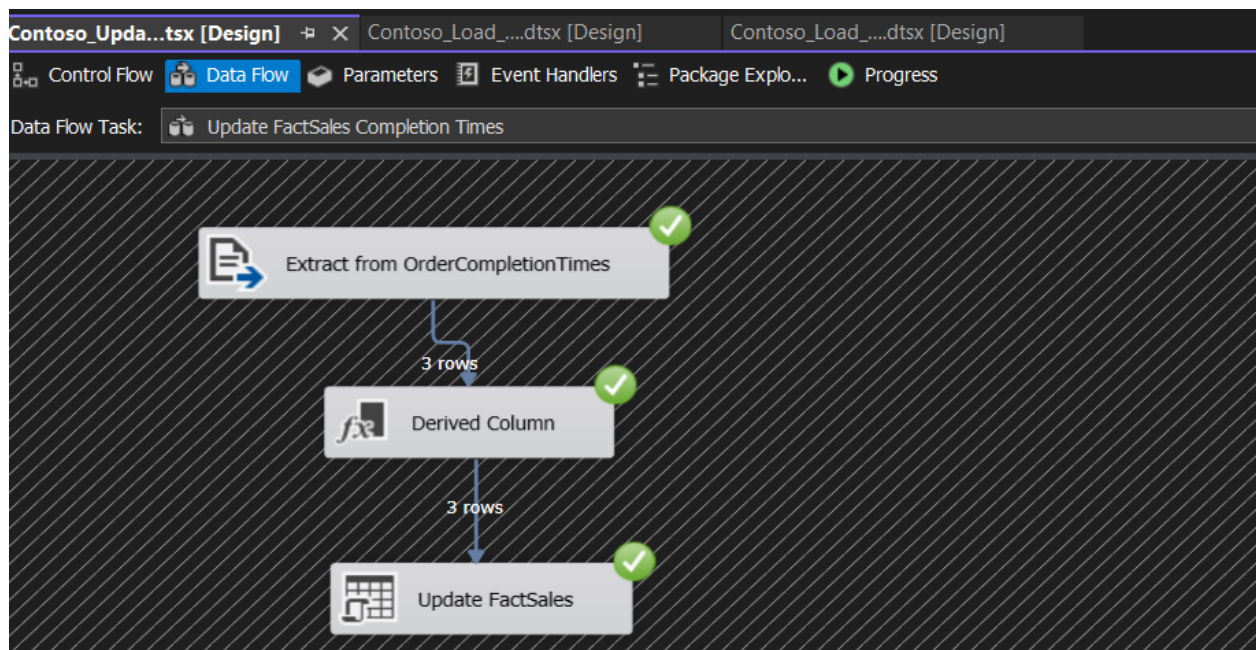 Contoso_Upda...tsx [Design] Contoso_Load_....dtsx [Design] Contoso_Load_....dtsx [Design]
Control Flow Data Flow Parameters Event Handlers Package Explo... Progress
Data Flow Task: Update FactSales Completion Times
Extract from OrderCompletionTimes
3 rows
Derived Column
3 rows
Update FactSales